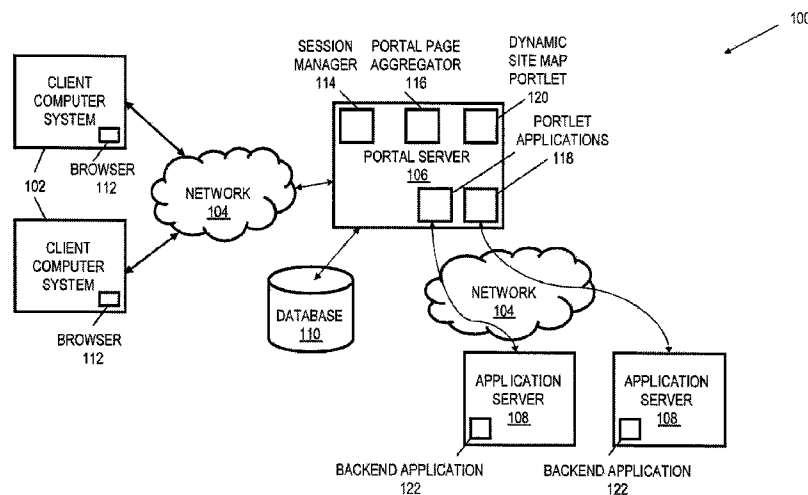 100
SESSION
MANAGER
114
PORTAL PAGE
AGGREGATOR
116
DYNAMIC
SITE MAP
PORTLET
120
CLIENT
COMPUTER
SYSTEM
BROWSER
112
102
NETWORK
104
PORTAL SERVER
106
PORTLET
APPLICATIONS
118
CLIENT
COMPUTER
SYSTEM
BROWSER
112
DATABASE
110
NETWORK
104
APPLICATION
SERVER
108
APPLICATION
SERVER
108
BACKEND APPLICATION
122
BACKEND APPLICATION
122